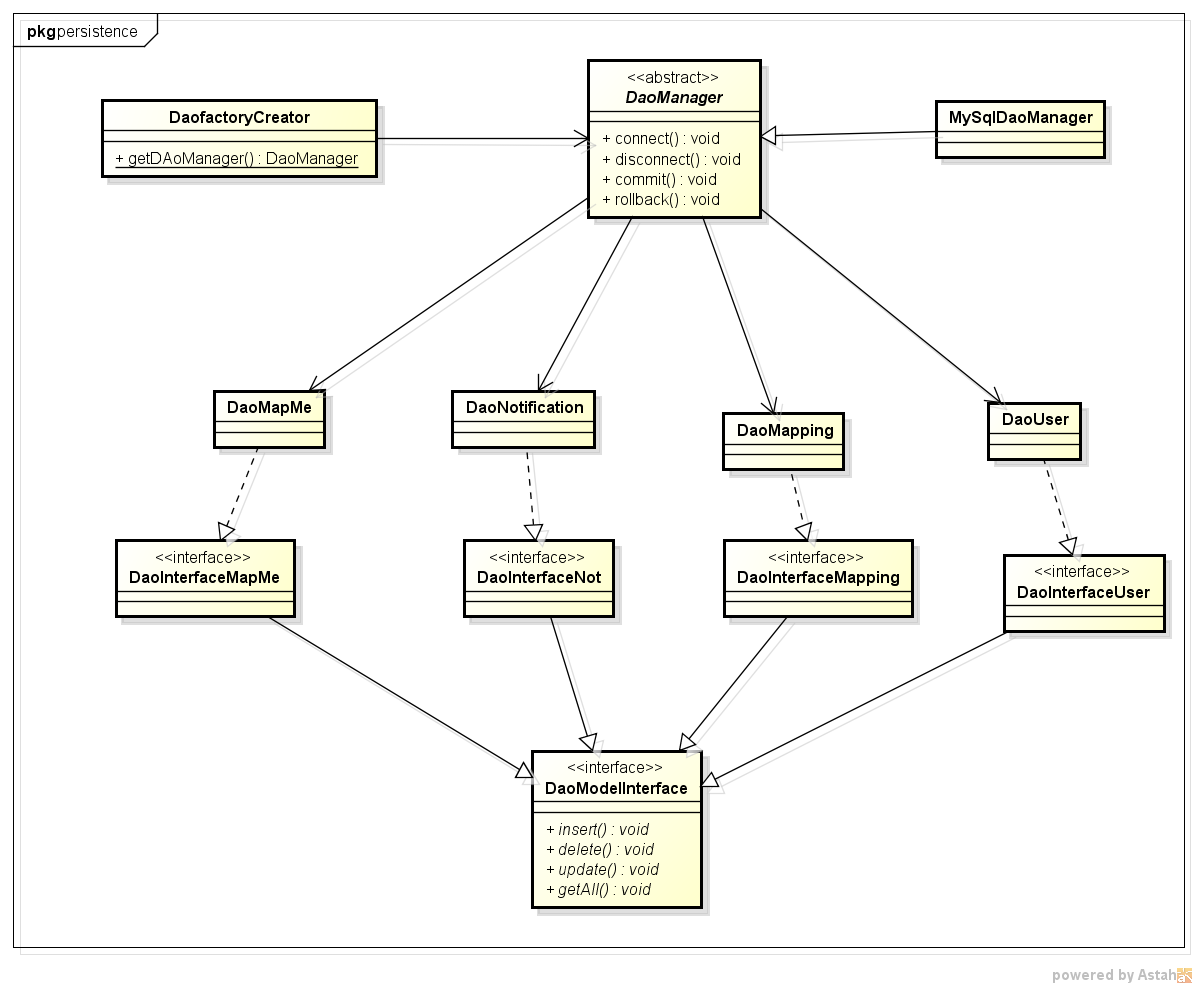 pkg persistence
<<abstract>>
DaoManager
+ connect() : void
+ disconnect() : void
+ commit() : void
+ rollback() : void
DaofactoryCreator
+ getDAoManager() : DaoManager
MySqlDaoManager
DaoMapMe
DaoNotification
DaoMapping
DaoUser
<<interface>>
DaoInterfaceMapMe
<<interface>>
DaoInterfaceNot
<<interface>>
DaoInterfaceMapping
<<interface>>
DaoInterfaceUser
<<interface>>
DaoModelInterface
+ insert() : void
+ delete() : void
+ update() : void
+ getAll() : void
powered by Astah